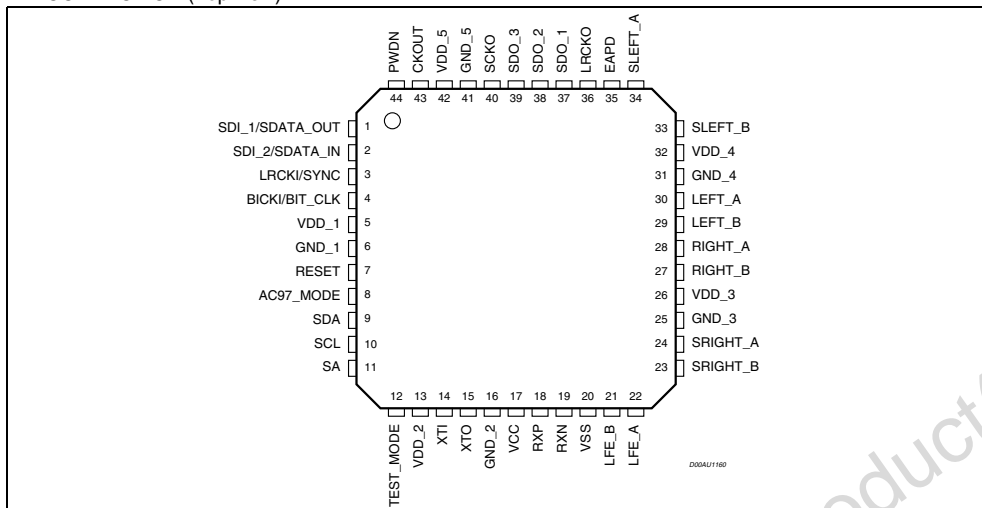 PWDN
CKOUT
VDD_5
GND_5
SCKO
SDO_3
SDO_2
SDO_1
LRCKO
EAPD
SLEFT_A
44 43 42 41 40 39 38 37 36 35 34
SDI_1/SDATA_OUT 1
SDI_2/SDATA_IN 2
LRCKI/SYNC 3
BICKI/BIT_CLK 4
VDD_1 5
GND_1 6
RESET 7
AC97_MODE 8
SDA 9
SCL 10
SA 11
33 SLEFT_B
32 VDD_4
31 GND_4
30 LEFT_A
29 LEFT_B
28 RIGHT_A
27 RIGHT_B
26 VDD_3
25 GND_3
24 SRIGHT_A
23 SRIGHT_B
12 13 14 15 16 17 18 19 20 21 22
TEST_MODE
VDD_2
XTI
XTO
GND_2
VCC
RXP
RXN
VSS
LFE_B
LFE_A
D00AU1160